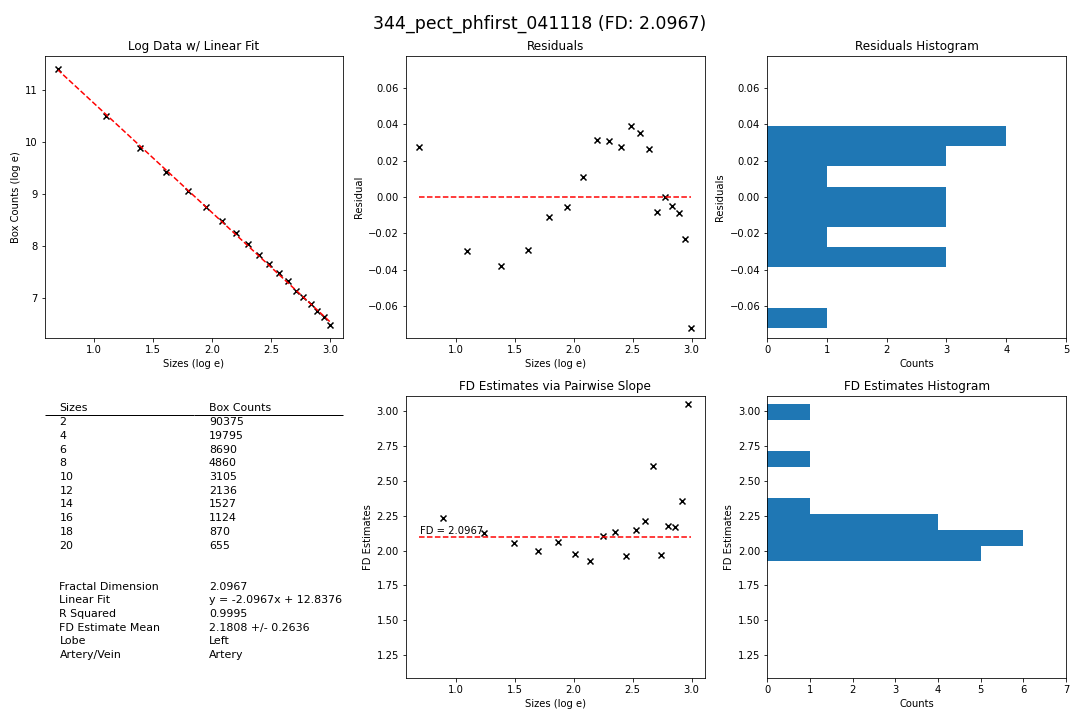 344_pect_phfirst_041118 (FD: 2.0967)
Log Data w/ Linear Fit
11
10
9
8
7
Box Counts (log e)
1.0 1.5 2.0 2.5 3.0
Sizes (log e)
Residuals
0.06
0.04
0.02
0.00
−0.02
−0.04
−0.06
Residual
1.0 1.5 2.0 2.5 3.0
Sizes (log e)
Residuals Histogram
0.06
0.04
0.02
0.00
−0.02
−0.04
−0.06
Residuals
0 1 2 3 4 5
Counts
Sizes Box Counts
2 90375
4 19795
6 8690
8 4860
10 3105
12 2136
14 1527
16 1124
18 870
20 655
Fractal Dimension 2.0967
Linear Fit y = -2.0967x + 12.8376
R Squared 0.9995
FD Estimate Mean 2.1808 +/- 0.2636
Lobe Left
Artery/Vein Artery
FD Estimates via Pairwise Slope
3.00
2.75
2.50
2.25
2.00
1.75
1.50
1.25
FD Estimates
FD = 2.0967
1.0 1.5 2.0 2.5 3.0
Sizes (log e)
FD Estimates Histogram
3.00
2.75
2.50
2.25
2.00
1.75
1.50
1.25
FD Estimates
0 1 2 3 4 5 6 7
Counts